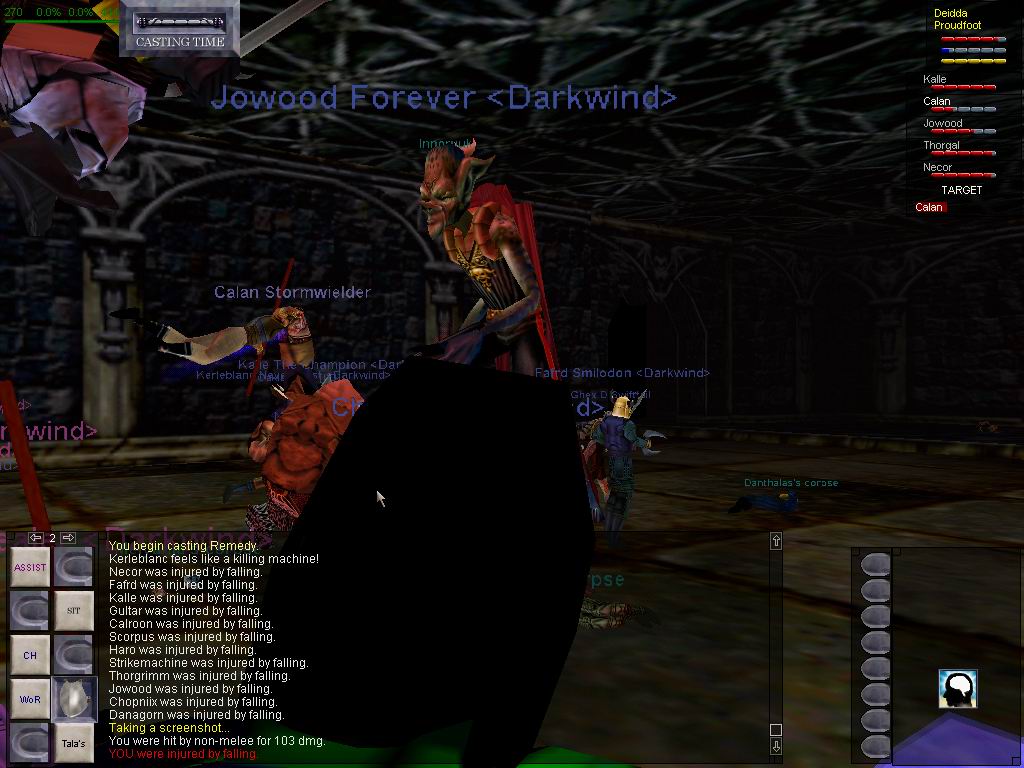 270 0.0% 0.0%
CASTING TIME
Deidda
Proudfoot
Kalle
Calan
Jowood
Thorgal
Necor
TARGET
Calan
Jowood Forever <Darkwind>
Calan Stormwielder
Fafrd Smilodon <Darkwind>
Danthalas's corpse
2
ASSIST
SIT
CH
WoR
Tala's
You begin casting Remedy.
Kerleblanc feels like a killing machine!
Necor was injured by falling.
Fafrd was injured by falling.
Kalle was injured by falling.
Gultar was injured by falling.
Calroon was injured by falling.
Scorpus was injured by falling.
Haro was injured by falling.
Strikemachine was injured by falling.
Thorgrimm was injured by falling.
Jowood was injured by falling.
Chopniix was injured by falling.
Danagorn was injured by falling.
Taking a screenshot...
You were hit by non-melee for 103 dmg.
YOU were injured by falling.